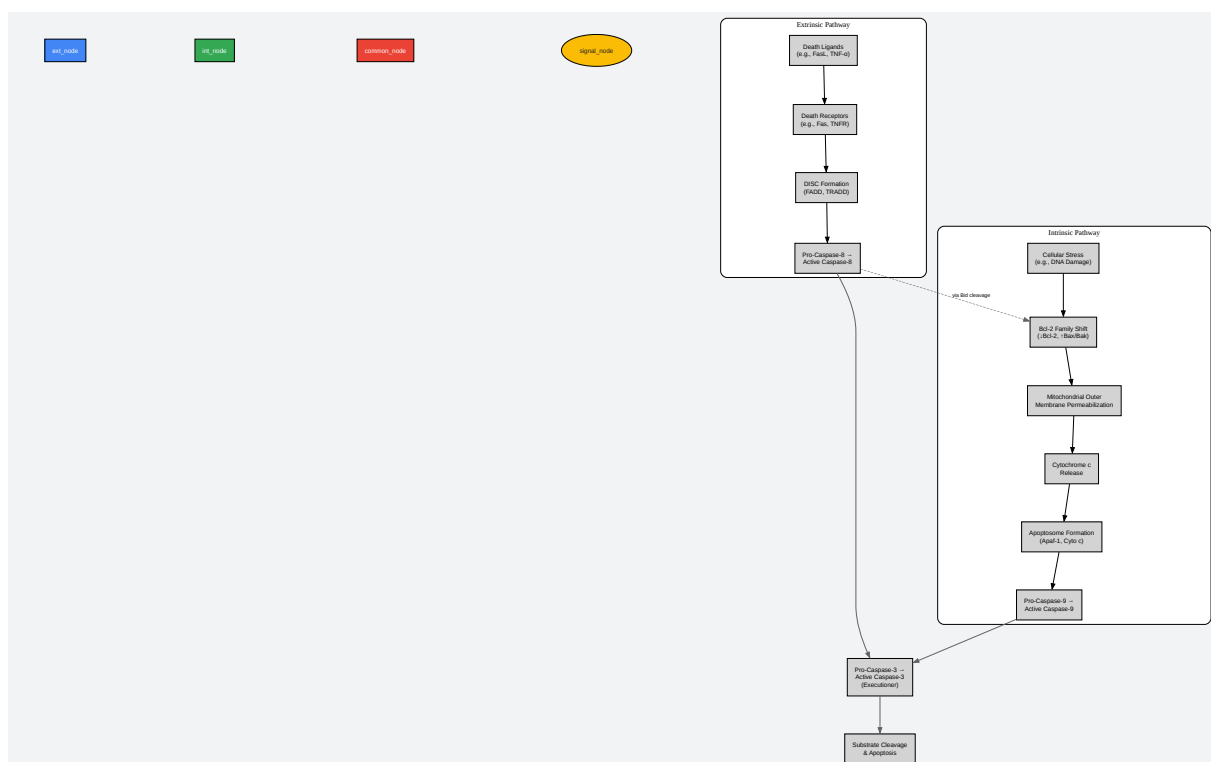 ext_node
int_node
common_node
signal_node
Extrinsic Pathway
Death Ligands
(e.g., FasL, TNF-α)
Death Receptors
(e.g., Fas, TNFR)
DISC Formation
(FADD, TRADD)
Pro-Caspase-8 →
Active Caspase-8
via Bid cleavage
Intrinsic Pathway
Cellular Stress
(e.g., DNA Damage)
Bcl-2 Family Shift
(↓Bcl-2, ↑Bax/Bak)
Mitochondrial Outer
Membrane Permeabilization
Cytochrome c
Release
Apoptosome Formation
(Apaf-1, Cyto c)
Pro-Caspase-9 →
Active Caspase-9
Pro-Caspase-3 →
Active Caspase-3
(Executioner)
Substrate Cleavage
& Apoptosis